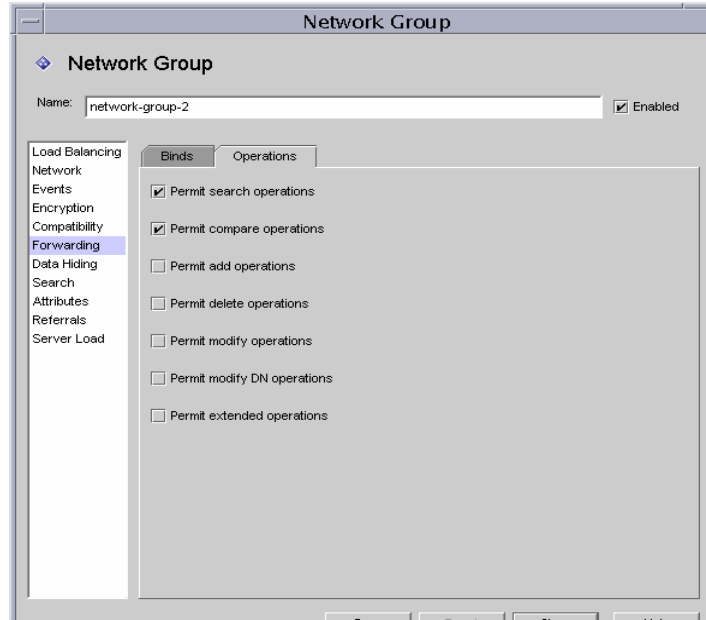 Network Group
Network Group
Name: network-group-2 Enabled
Load Balancing
Network
Events
Encryption
Compatibility
Forwarding
Data Hiding
Search
Attributes
Referrals
Server Load
Binds Operations
Permit search operations
Permit compare operations
Permit add operations
Permit delete operations
Permit modify operations
Permit modify DN operations
Permit extended operations